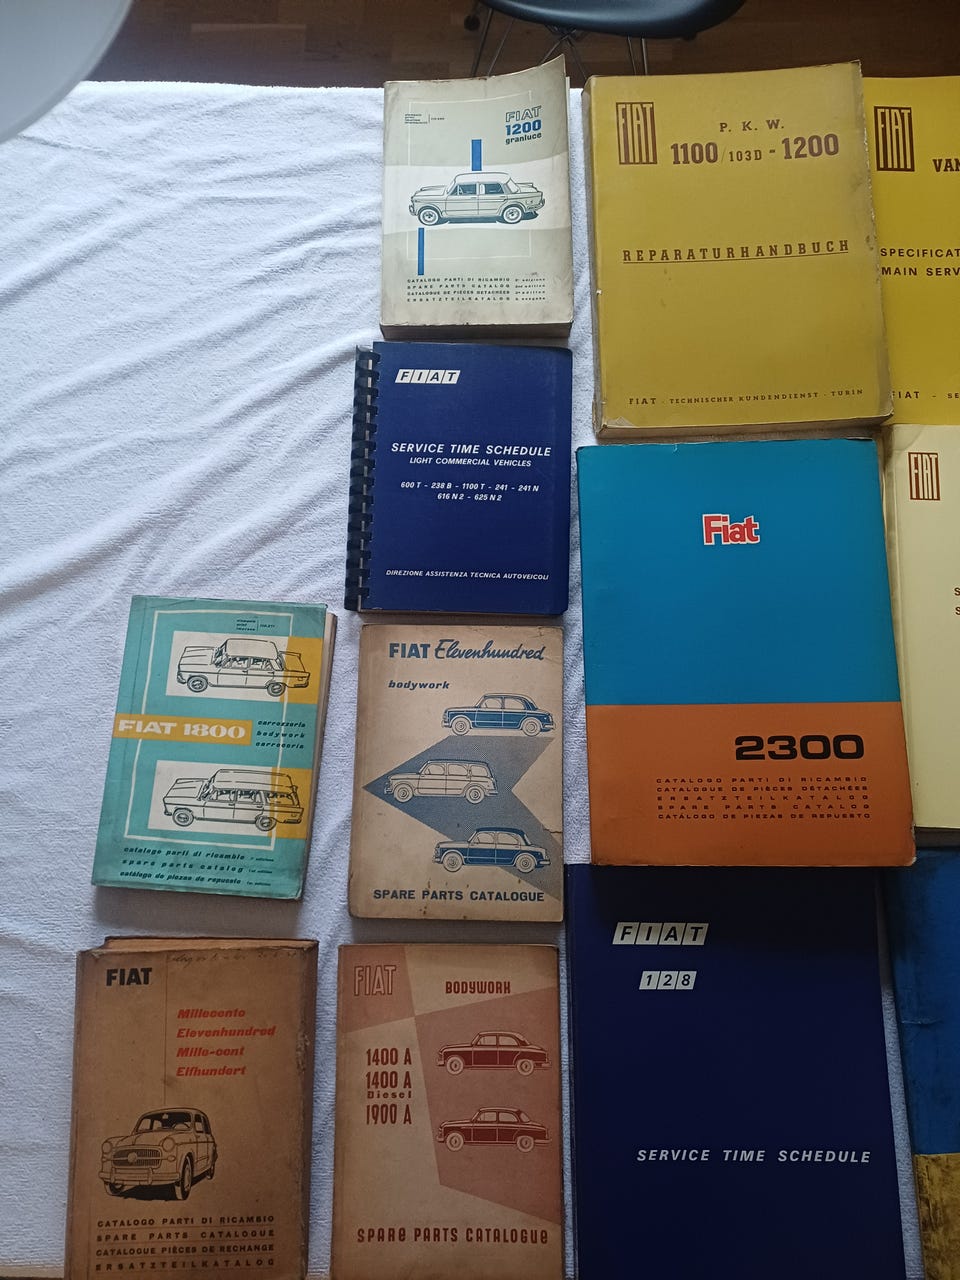 FIAT
1200
granluce
CATALOGO PARTI DI RICAMBIO
SPARE PARTS CATALOG
CATALOGUE DE PIÈCES DÉTACHÉES
ERSATZTEILKATALOG
FIAT
P. K. W.
1100/103D - 1200
REPARATURHANDBUCH
FIAT - TECHNISCHER KUNDENDIENST - TURIN
FIAT
VAN
SPECIFICAT
MAIN SERV
FIAT - SE
FIAT
SERVICE TIME SCHEDULE
LIGHT COMMERCIAL VEHICLES
600 T - 238 B - 1100 T - 241 - 241 N
616 N 2 - 625 N 2
DIREZIONE ASSISTENZA TECNICA AUTOVEICOLI
Fiat
2300
CATALOGO PARTI DI RICAMBIO
CATALOGUE DE PIÈCES DÉTACHÉES
ERSATZTEILKATALOG
SPARE PARTS CATALOG
CATÁLOGO DE PIEZAS DE REPUESTO
FIAT
S
S
FIAT 1800
carrozzeria
bodywork
carrocería
catalogo parti di ricambio
spare parts catalog
catálogo de piezas de repuesto
FIAT Elevenhundred
bodywork
SPARE PARTS CATALOGUE
FIAT
Millecento
Elevenhundred
Mille-cent
Elfhundert
CATALOGO PARTI DI RICAMBIO
SPARE PARTS CATALOGUE
CATALOGUE PIÈCES DE RECHANGE
ERSATZTEILKATALOG
FIAT
BODYWORK
1400 A
1400 A
Diesel
1900 A
SPARE PARTS CATALOGUE
FIAT
128
SERVICE TIME SCHEDULE